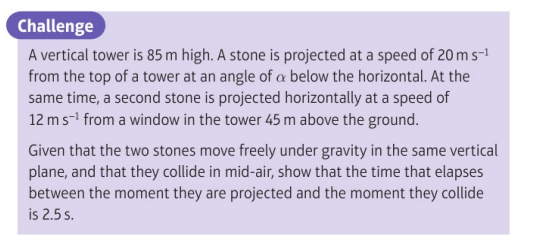 Challenge
A vertical tower is 85 m high. A stone is projected at a speed of 20 m s⁻¹
from the top of a tower at an angle of α below the horizontal. At the
same time, a second stone is projected horizontally at a speed of
12 m s⁻¹ from a window in the tower 45 m above the ground.
Given that the two stones move freely under gravity in the same vertical
plane, and that they collide in mid-air, show that the time that elapses
between the moment they are projected and the moment they collide
is 2.5 s.